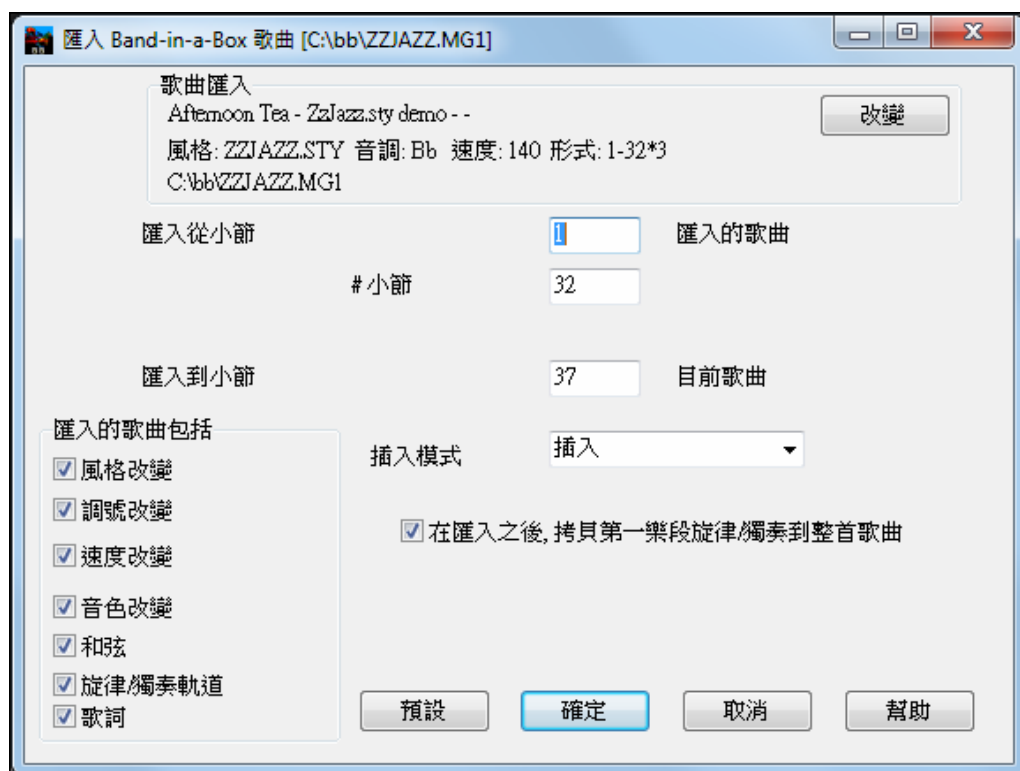 匯入 Band-in-a-Box 歌曲 [C:\bb\ZZJAZZ.MG1]
歌曲匯入
Afternoon Tea - ZzJazz.sty demo - -
改變
風格: ZZJAZZ.STY 音調: Bb 速度: 140 形式: 1-32*3
C:\bb\ZZJAZZ.MG1
匯入從小節 1 匯入的歌曲
# 小節 32
匯入到小節 37 目前歌曲
匯入的歌曲包括
插入模式 插入
風格改變
調號改變
在匯入之後, 拷貝第一樂段旋律/獨奏到整首歌曲
速度改變
音色改變
和弦
旋律/獨奏軌道
歌詞
預設 確定 取消 幫助